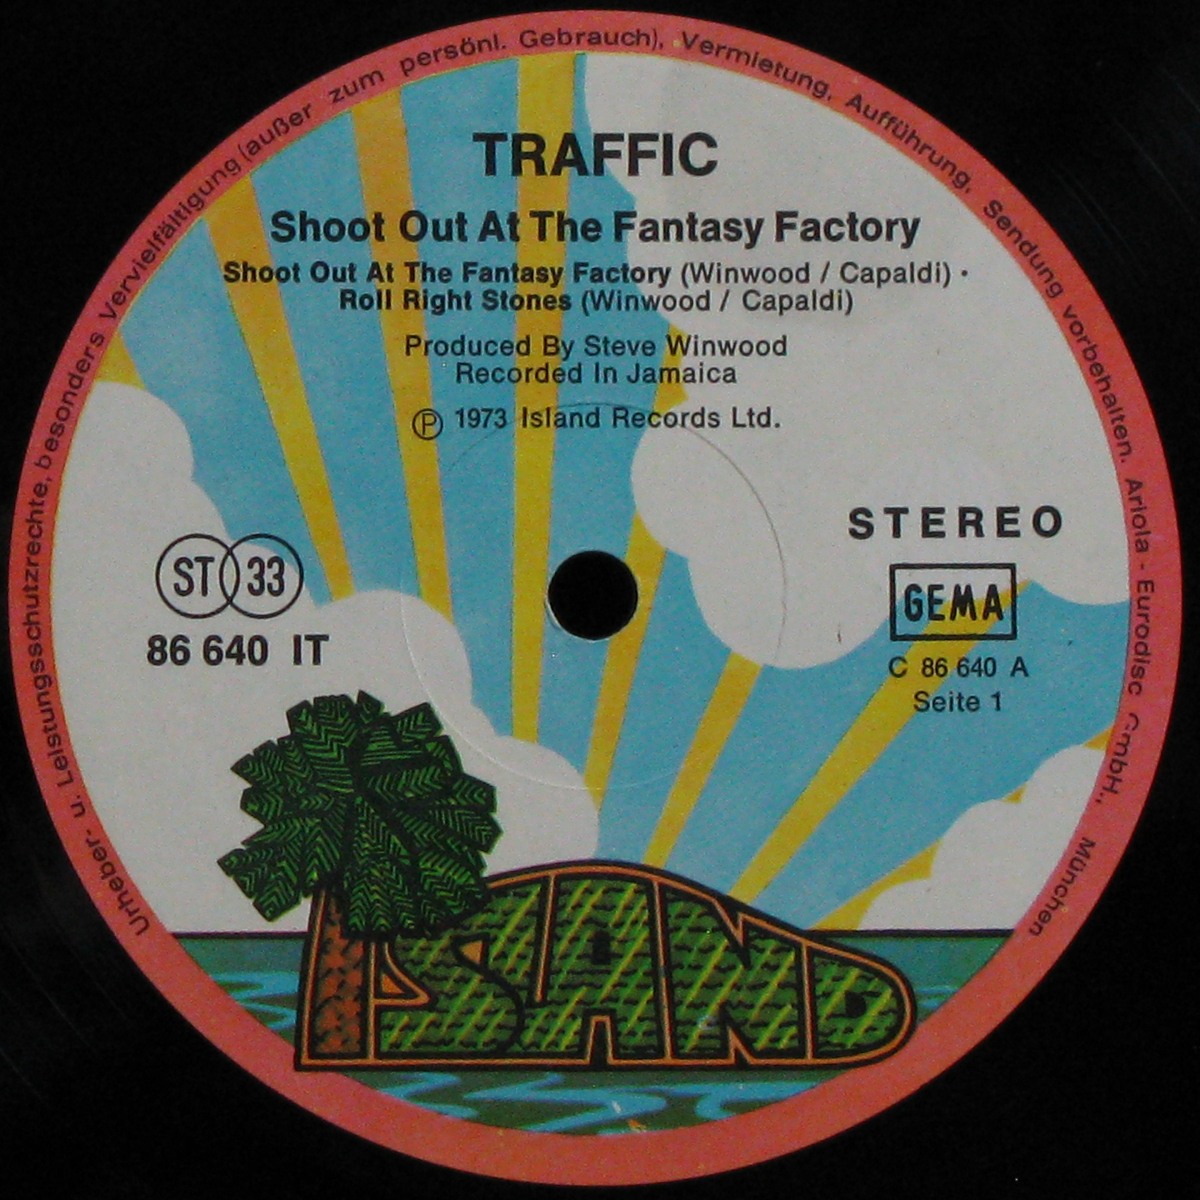 Urheber- u. Leistungsschutzrechte, besonders Vervielfältigung (außer zum persönl. Gebrauch), Vermietung, Aufführung, Sendung vorbehalten. Ariola - Eurodisc GmbH., München
TRAFFIC
Shoot Out At The Fantasy Factory
Shoot Out At The Fantasy Factory (Winwood / Capaldi) •
Roll Right Stones (Winwood / Capaldi)
Produced By Steve Winwood
Recorded In Jamaica
Ⓟ 1973 Island Records Ltd.
STEREO
ST 33
GEMA
86 640 IT
C 86 640 A
Seite 1
ISLAND